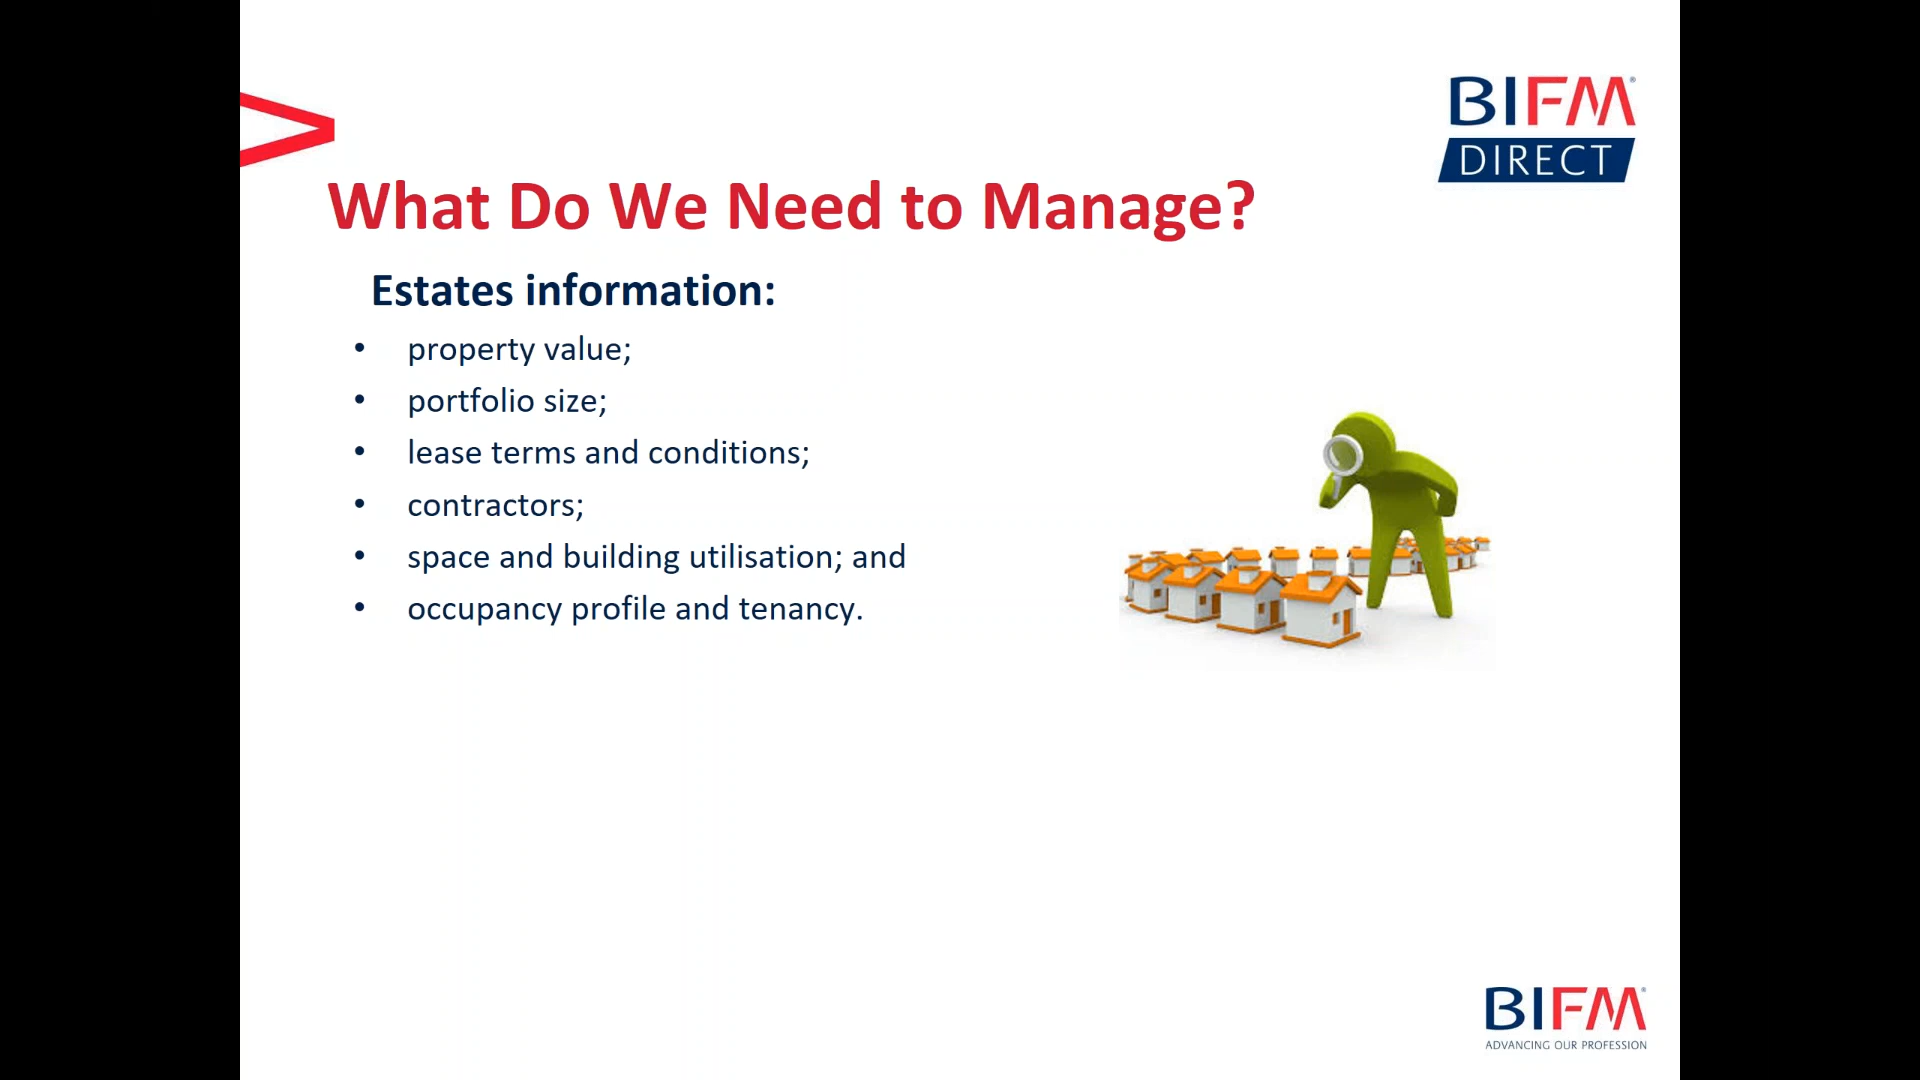 BIFM®
DIRECT
What Do We Need to Manage?
Estates information:
• property value;
• portfolio size;
• lease terms and conditions;
• contractors;
• space and building utilisation; and
• occupancy profile and tenancy.
BIFM®
ADVANCING OUR PROFESSION